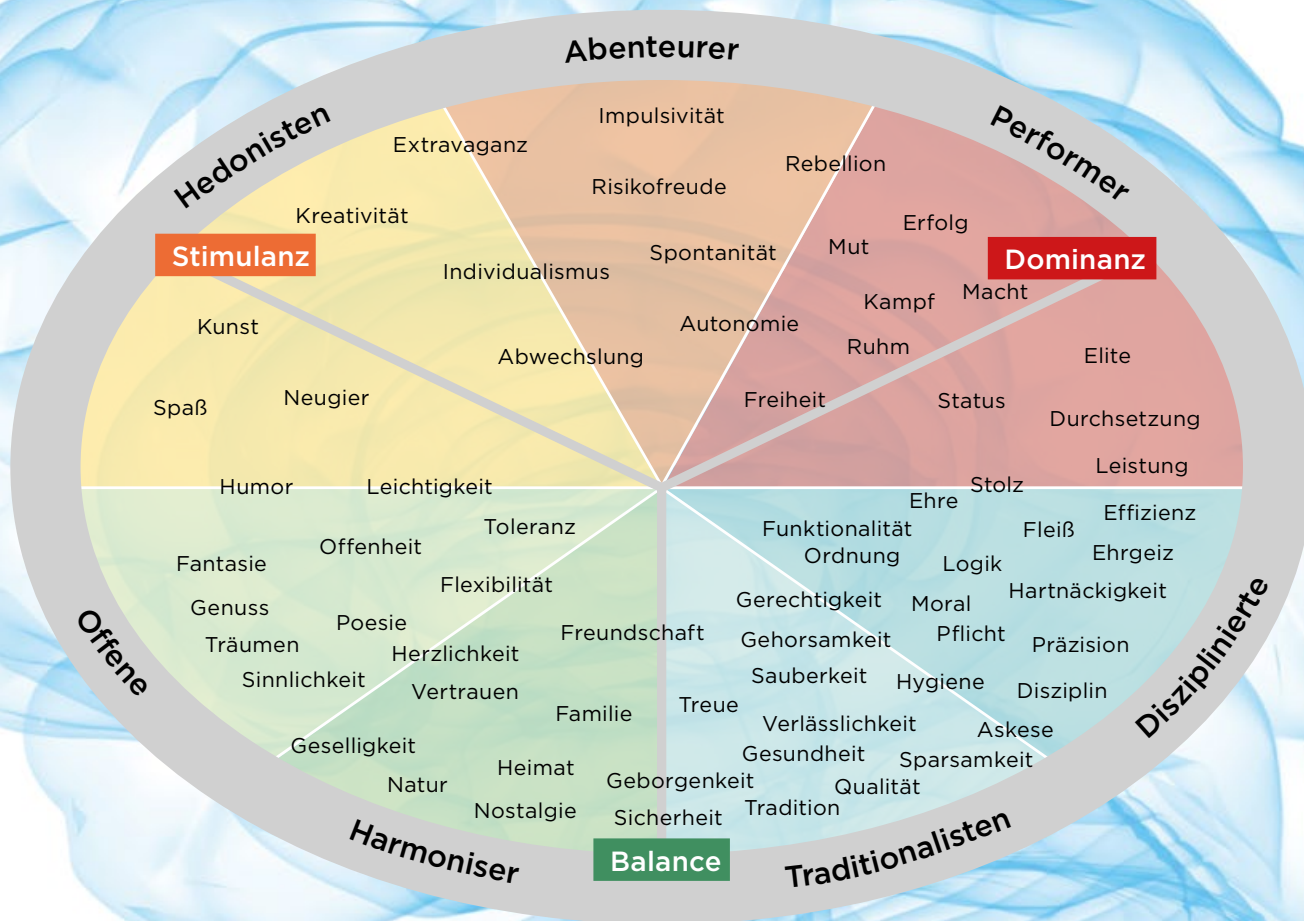 Abenteurer
Hedonisten
Performer
Impulsivität
Extravaganz
Rebellion
Risikofreude
Kreativität
Erfolg
Mut
Spontanität
Stimulanz
Dominanz
Individualismus
Macht
Kampf
Kunst
Autonomie
Ruhm
Abwechslung
Elite
Neugier
Freiheit
Status
Spaß
Durchsetzung
Leistung
Humor
Leichtigkeit
Stolz
Ehre
Effizienz
Toleranz
Funktionalität
Fleiß
Offenheit
Ordnung
Ehrgeiz
Fantasie
Logik
Flexibilität
Hartnäckigkeit
Genuss
Gerechtigkeit
Moral
Poesie
Freundschaft
Pflicht
Träumen
Gehorsamkeit
Präzision
Herzlichkeit
Sinnlichkeit
Sauberkeit
Hygiene
Vertrauen
Disziplin
Offene
Disziplinierte
Familie
Treue
Verlässlichkeit
Askese
Geselligkeit
Gesundheit
Sparsamkeit
Heimat
Natur
Geborgenkeit
Qualität
Nostalgie
Sicherheit
Tradition
Harmoniser
Balance
Traditionalisten